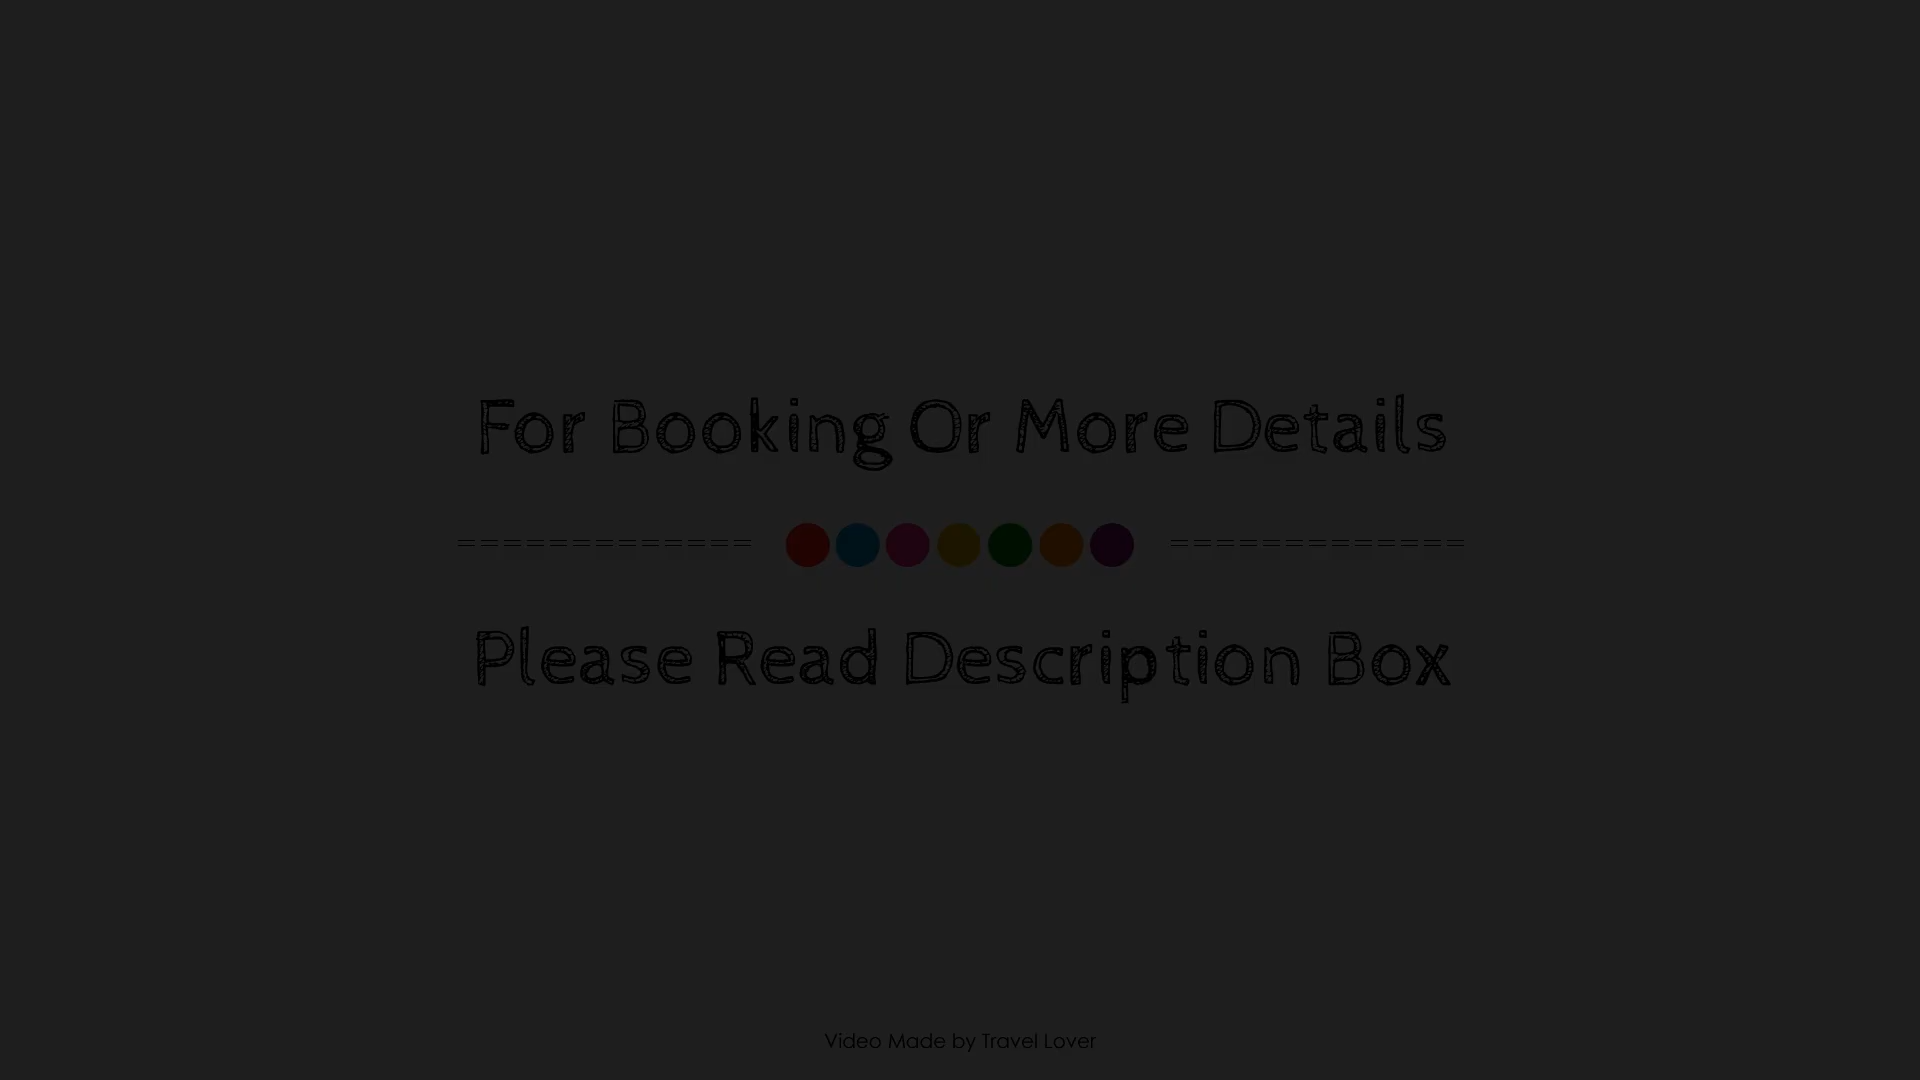 For Booking Or More Details
============= =============
Please Read Description Box
Video Made by Travel Lover